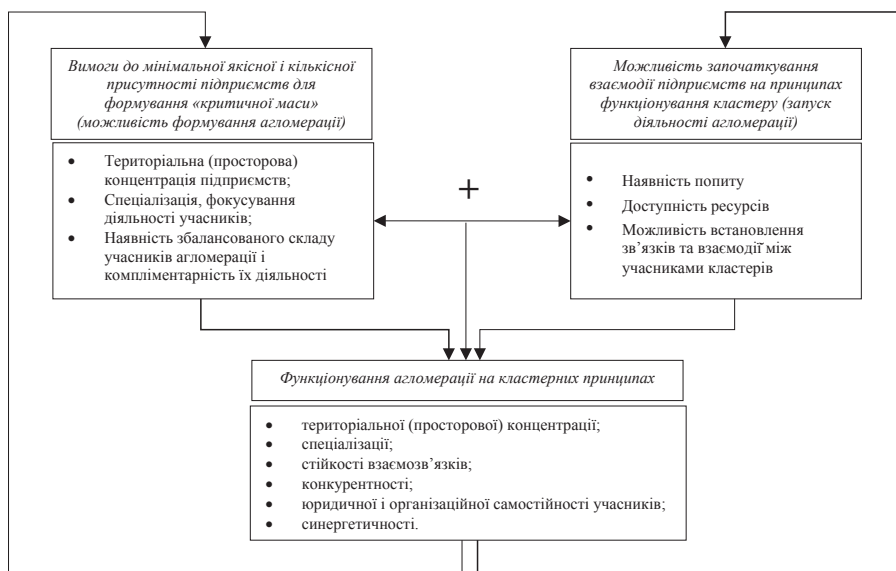 Вимоги до мінімальної якісної і кількісної
присутності підприємств для
формування «критичної маси»
(можливість формування агломерації)
• Територіальна (просторова)
концентрація підприємств;
• Спеціалізація, фокусування
діяльності учасників;
• Наявність збалансованого складу
учасників агломерації і
компліментарність їх діяльності
+
Можливість започаткування
взаємодії підприємств на принципах
функціонування кластеру (запуск
діяльності агломерації)
• Наявність попиту
• Доступність ресурсів
• Можливість встановлення
зв’язків та взаємодії між
учасниками кластерів
Функціонування агломерації на кластерних принципах
• територіальної (просторової) концентрації;
• спеціалізації;
• стійкості взаємозв’язків;
• конкурентності;
• юридичної і організаційної самостійності учасників;
• синергетичності.